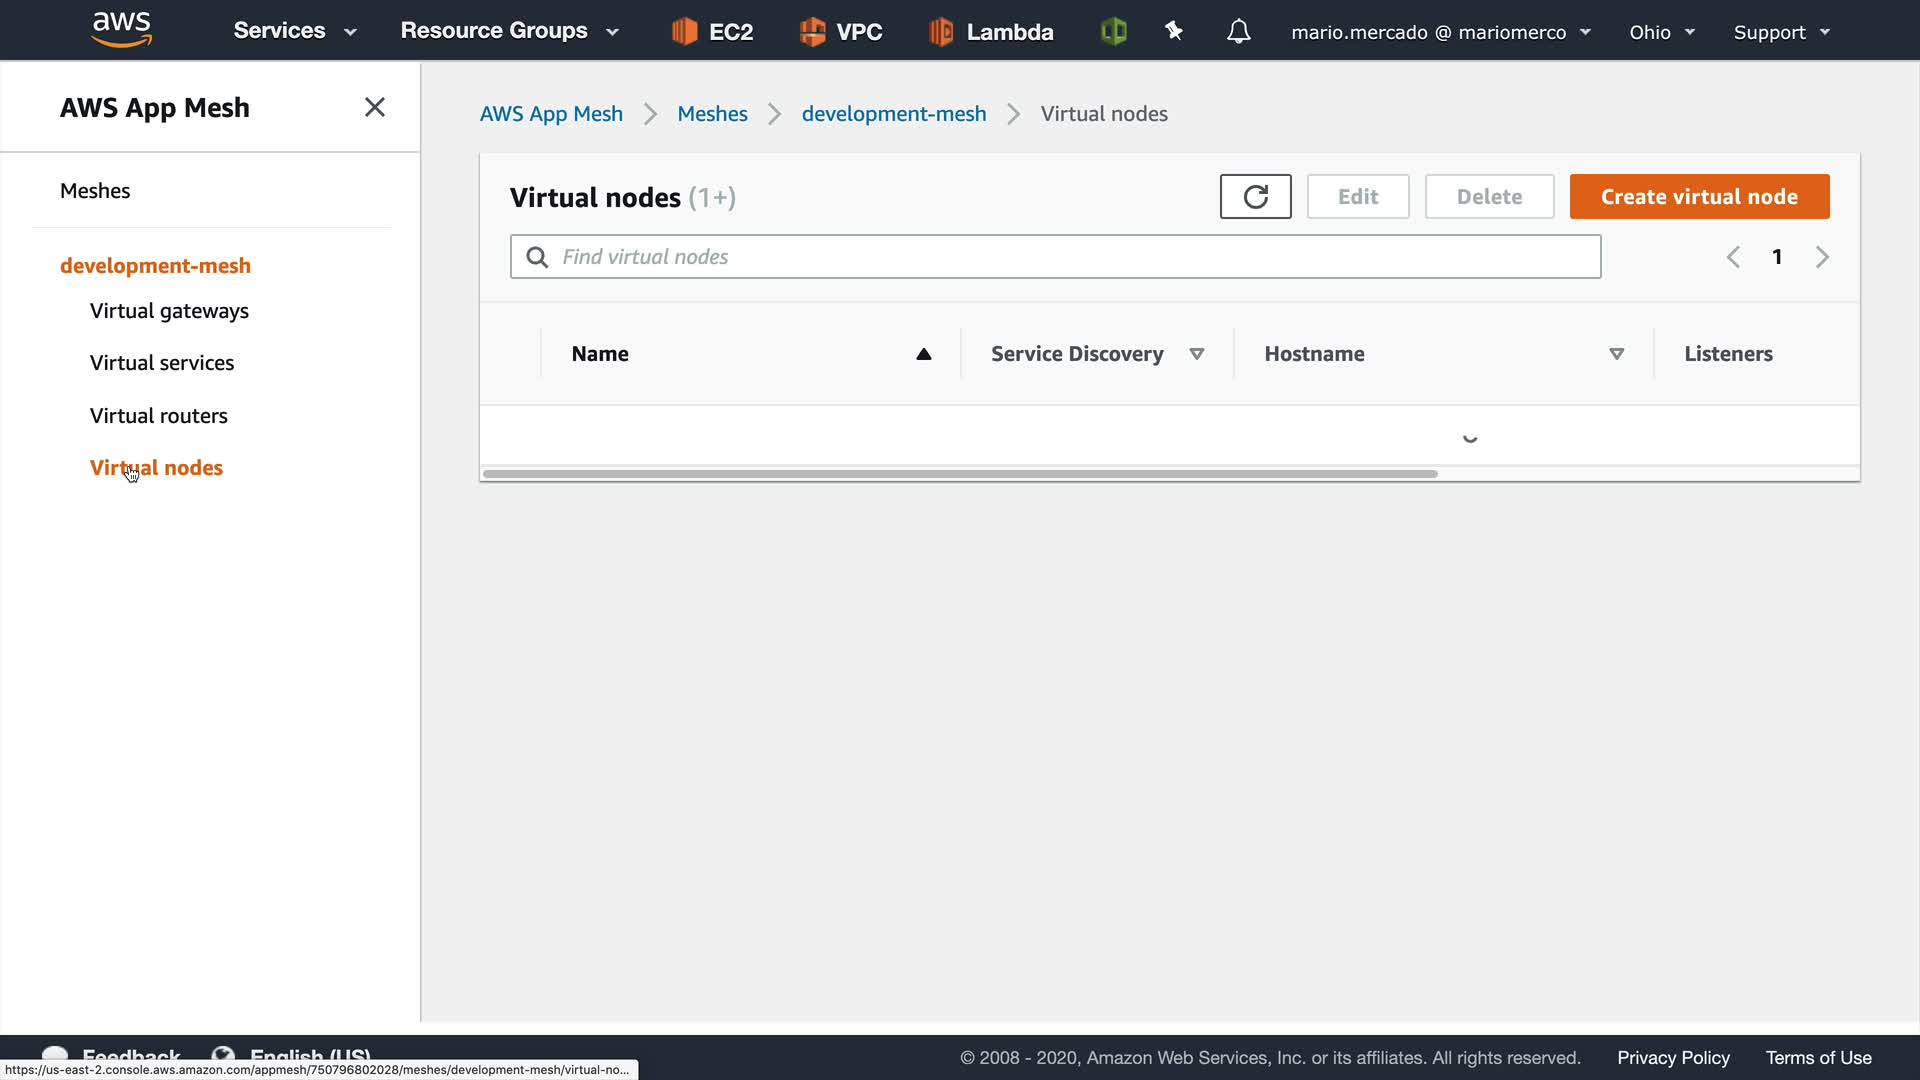 aws
Services
Resource Groups
EC2
VPC
Lambda
mario.mercado @ mariomerco
Ohio
Support
AWS App Mesh
Meshes
development-mesh
Virtual gateways
Virtual services
Virtual routers
Virtual nodes
AWS App Mesh
Meshes
development-mesh
Virtual nodes
Virtual nodes (1+)
Edit
Delete
Create virtual node
Find virtual nodes
1
Name
Service Discovery
Hostname
Listeners
Feedback
English (US)
© 2008 - 2020, Amazon Web Services, Inc. or its affiliates. All rights reserved.
Privacy Policy
Terms of Use
https://us-east-2.console.aws.amazon.com/appmesh/750796802028/meshes/development-mesh/virtual-no...